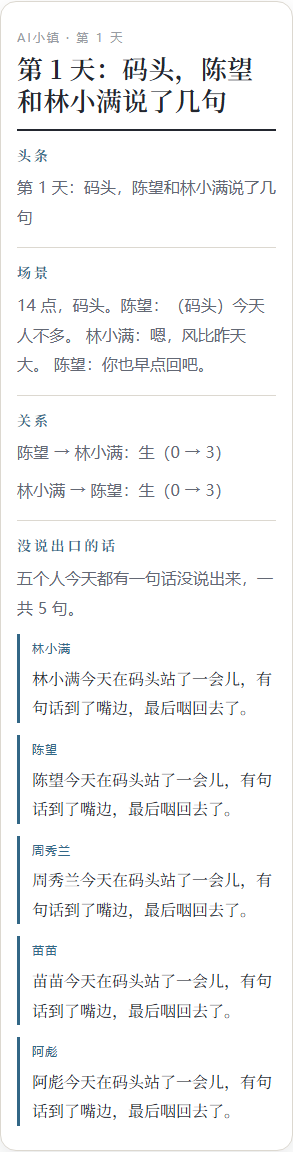 AI小镇 · 第 1 天
第 1 天：码头，陈望
和林小满说了几句
头条
第 1 天：码头，陈望和林小满说了几
句
场景
14 点，码头。陈望：（码头）今天
人不多。 林小满：嗯，风比昨天
大。 陈望：你也早点回吧。
关系
陈望 → 林小满：生（0 → 3）
林小满 → 陈望：生（0 → 3）
没说出口的话
五个人今天都有一句话没说出来，一
共 5 句。
林小满
林小满今天在码头站了一会儿，有
句话到了嘴边，最后咽回去了。
陈望
陈望今天在码头站了一会儿，有句
话到了嘴边，最后咽回去了。
周秀兰
周秀兰今天在码头站了一会儿，有
句话到了嘴边，最后咽回去了。
苗苗
苗苗今天在码头站了一会儿，有句
话到了嘴边，最后咽回去了。
阿彪
阿彪今天在码头站了一会儿，有句
话到了嘴边，最后咽回去了。